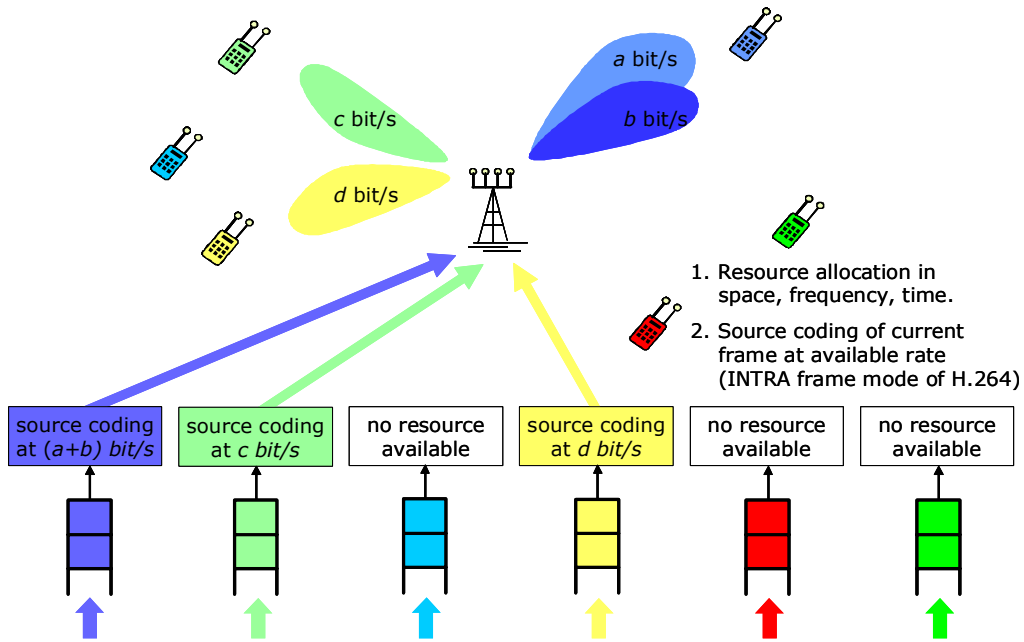 a bit/s
c bit/s
b bit/s
d bit/s
1. Resource allocation in
space, frequency, time.
2. Source coding of current
frame at available rate
(INTRA frame mode of H.264)
source coding
at (a+b) bit/s
source coding
at c bit/s
no resource
available
source coding
at d bit/s
no resource
available
no resource
available